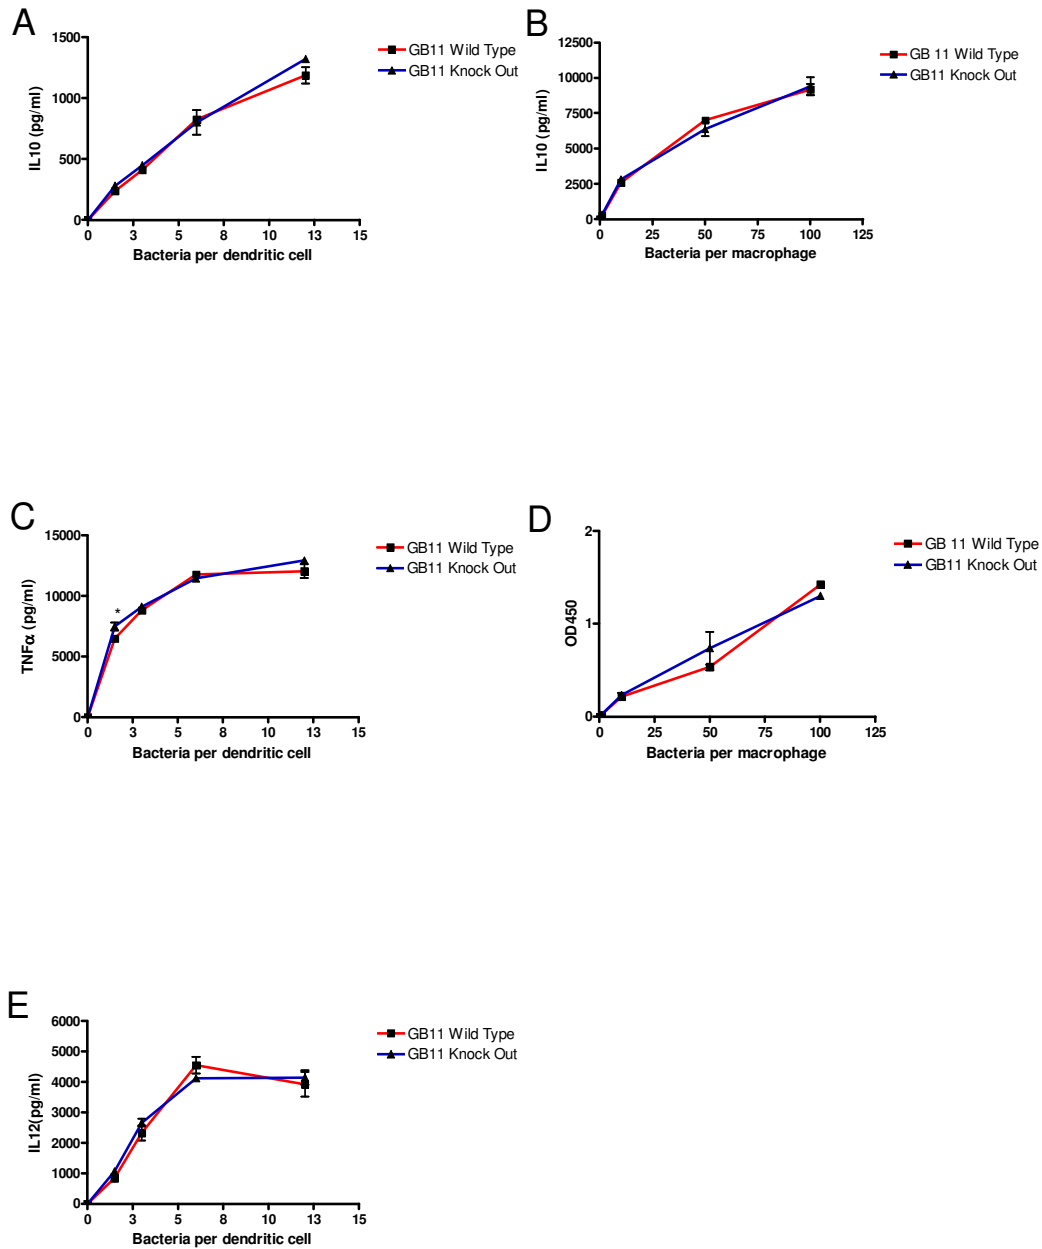 A
IL10 (pg/ml)
1500
1000
500
0
0 3 5 8 10 13 15
Bacteria per dendritic cell
GB11 Wild Type
GB11 Knock Out
B
IL10 (pg/ml)
12500
10000
7500
5000
2500
0
0 25 50 75 100 125
Bacteria per macrophage
GB 11 Wild Type
GB11 Knock Out
C
TNFα (pg/ml)
15000
10000
5000
0
*
0 3 5 8 10 13 15
Bacteria per dendritic cell
GB11 Wild Type
GB11 Knock Out
D
OD450
2
1
0
0 25 50 75 100 125
Bacteria per macrophage
GB 11 Wild Type
GB11 Knock Out
E
IL12(pg/ml)
6000
5000
4000
3000
2000
1000
0
0 3 5 8 10 13 15
Bacteria per dendritic cell
GB11 Wild Type
GB11 Knock Out